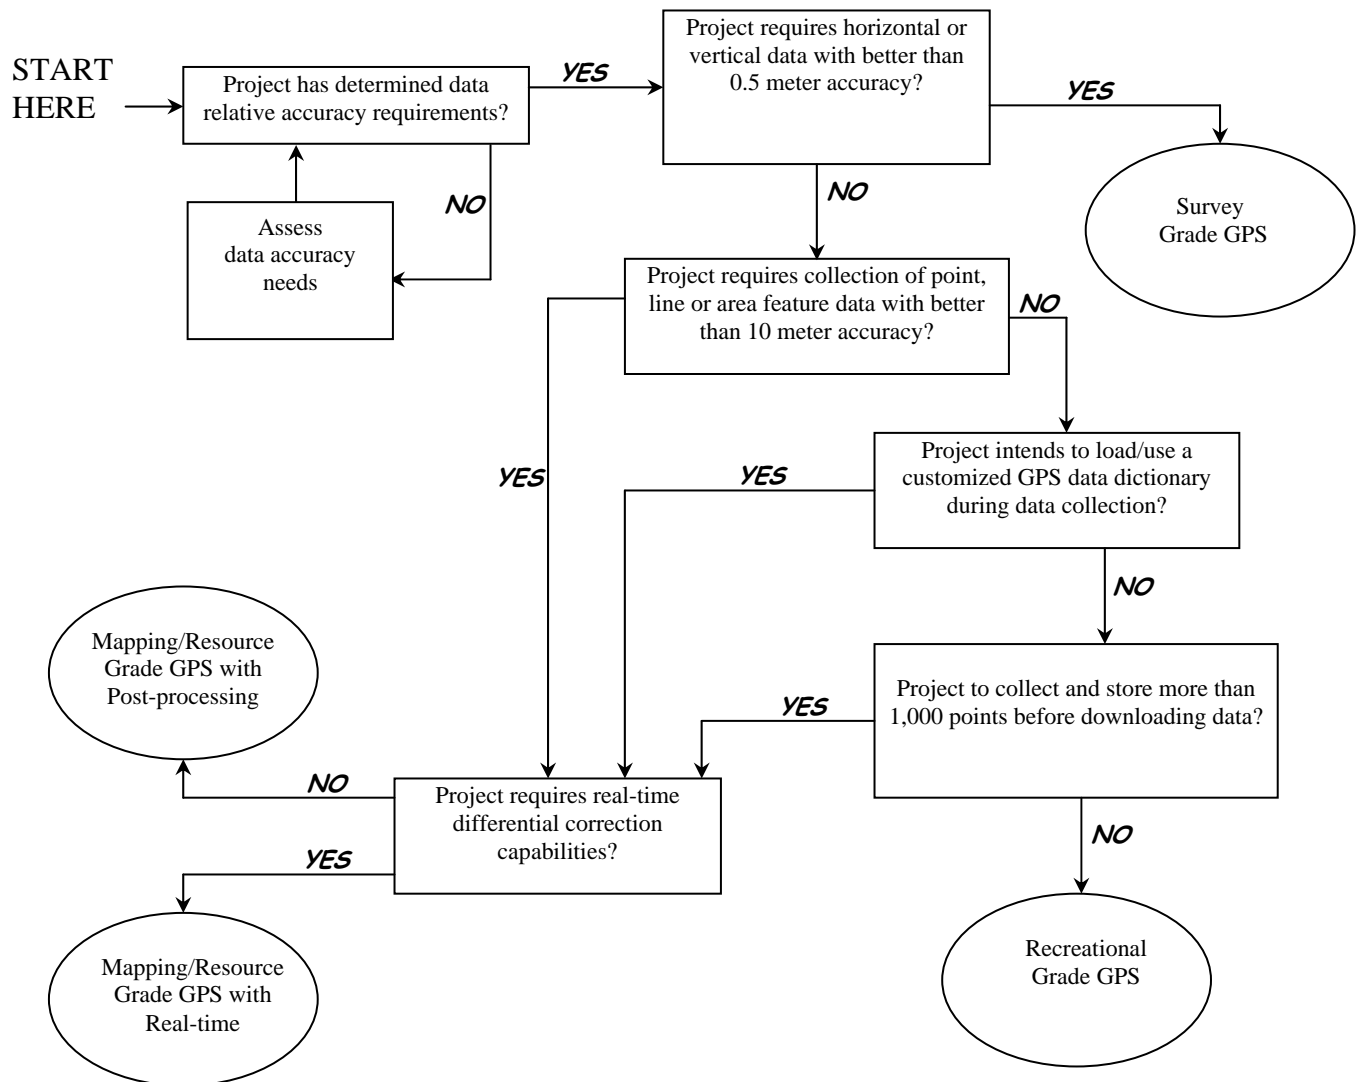 START
HERE
Project has determined data
relative accuracy requirements?
YES
Project requires horizontal or
vertical data with better than
0.5 meter accuracy?
YES
NO
Assess
data accuracy
needs
NO
Survey
Grade GPS
Project requires collection of point,
line or area feature data with better
than 10 meter accuracy?
NO
YES
Project intends to load/use a
customized GPS data dictionary
during data collection?
YES
NO
Mapping/Resource
Grade GPS with
Post-processing
Project to collect and store more than
1,000 points before downloading data?
YES
NO
Project requires real-time
differential correction
capabilities?
NO
YES
Mapping/Resource
Grade GPS with
Real-time
Recreational
Grade GPS